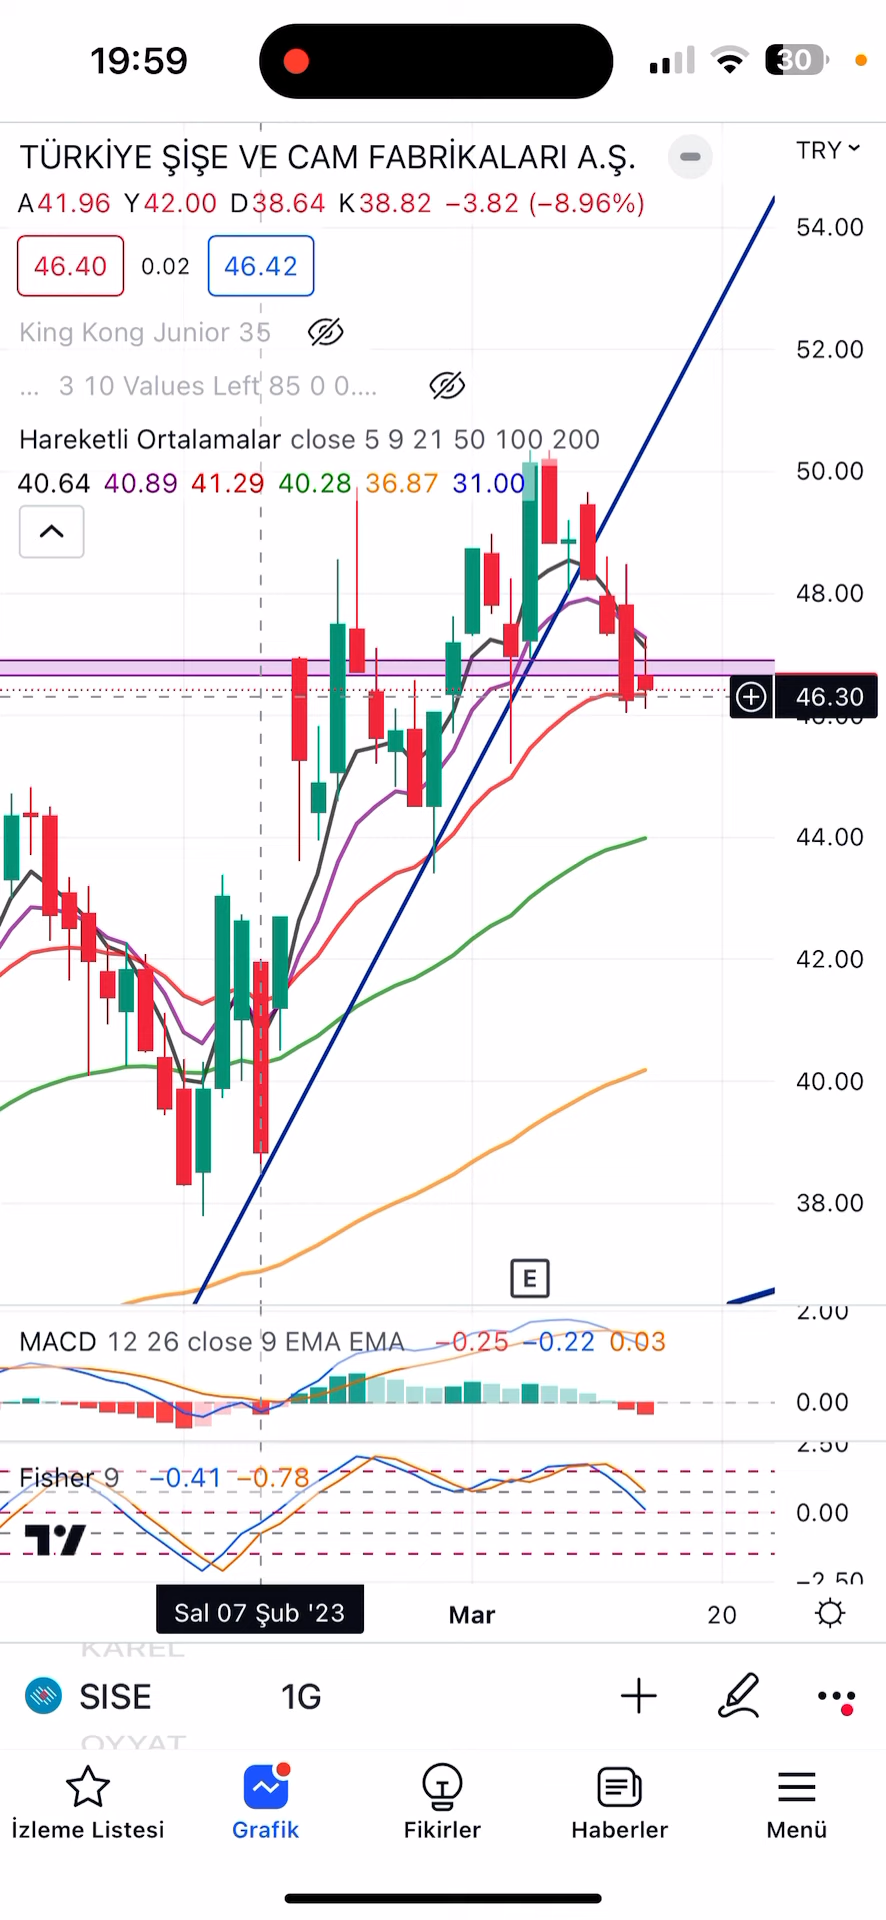 19:59
30
TÜRKİYE ŞİŞE VE CAM FABRİKALARI A.Ş.
TRY
A41.96 Y42.00 D38.64 K38.82 −3.82 (−8.96%)
46.40 0.02 46.42
King Kong Junior 35
... 3 10 Values Left 85 0 0....
Hareketli Ortalamalar close 5 9 21 50 100 200
40.64 40.89 41.29 40.28 36.87 31.00
54.00
52.00
50.00
48.00
46.30
46.00
44.00
42.00
40.00
38.00
E
2.00
MACD 12 26 close 9 EMA EMA −0.25 −0.22 0.03
0.00
2.50
Fisher 9 −0.41 −0.78
0.00
−2.50
Sal 07 Şub '23 Mar 20
KAREL
SISE 1G
OYYAT
İzleme Listesi Grafik Fikirler Haberler Menü